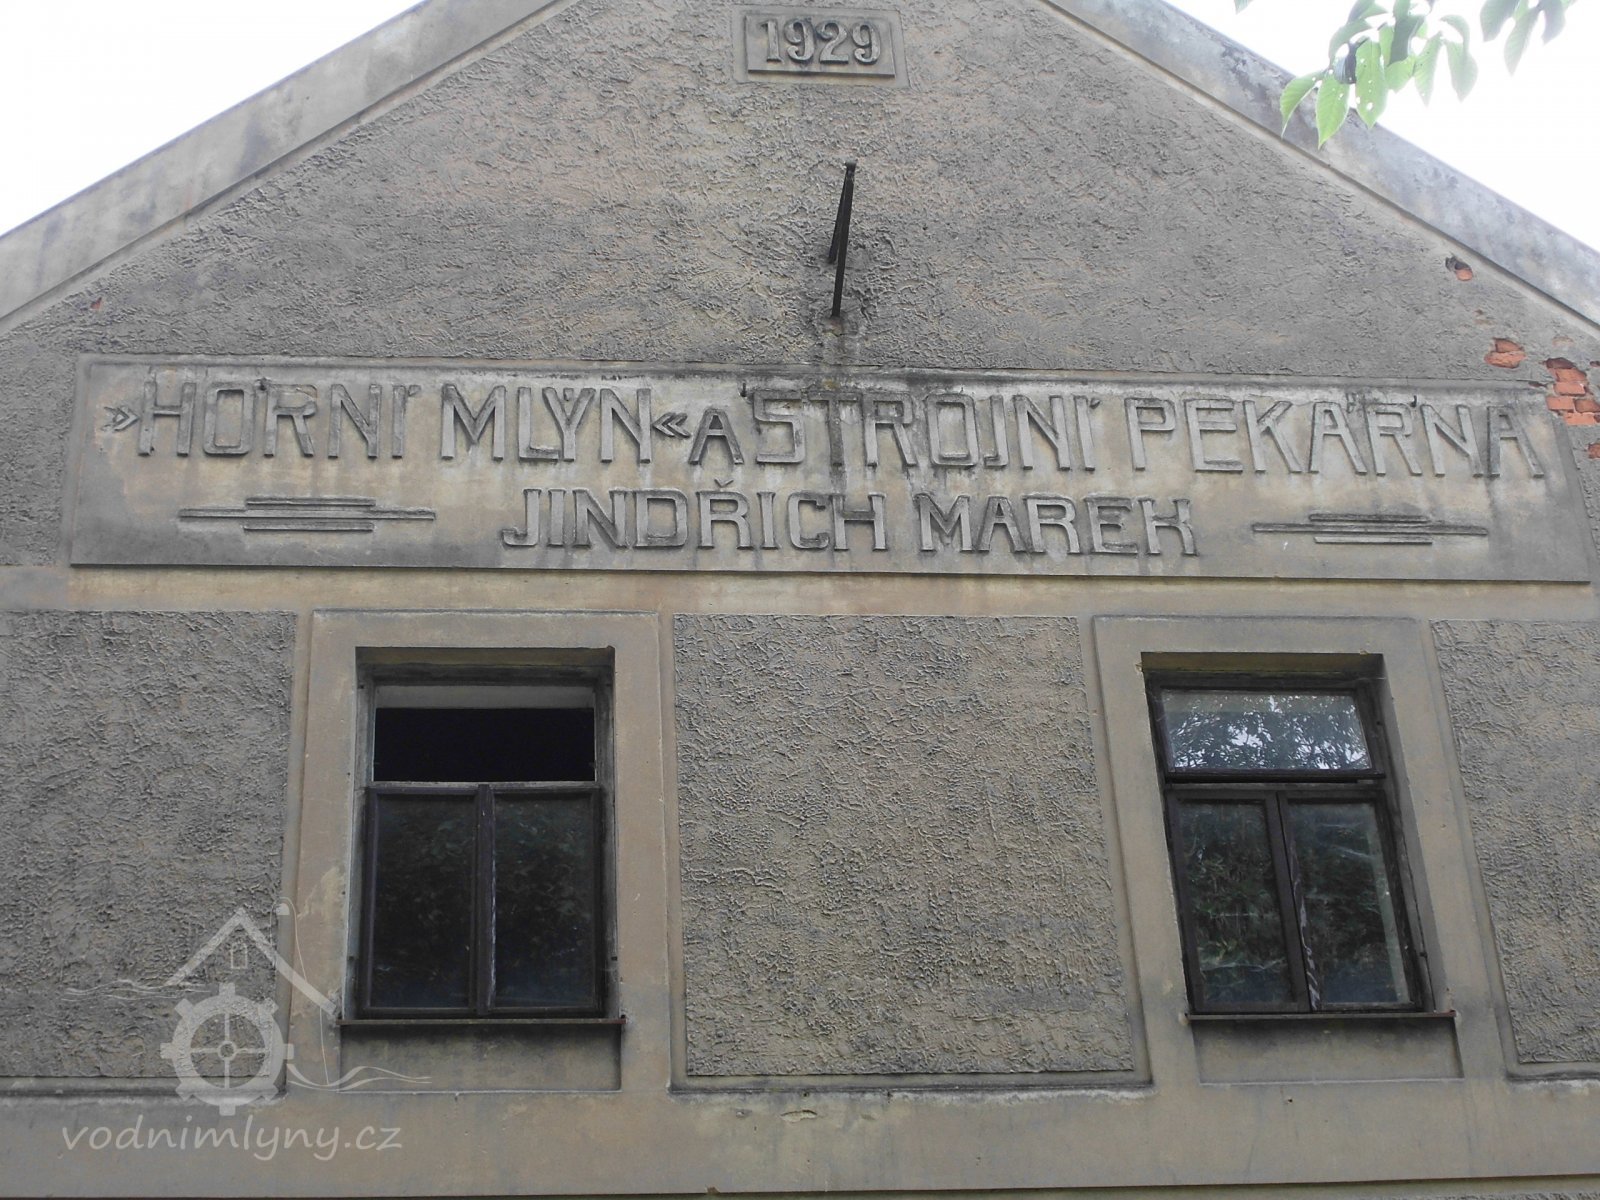 1929
»HORNÍ MLÝN« A STROJNÍ PEKÁRNA
JINDŘICH MAREK
vodnimlyny.cz